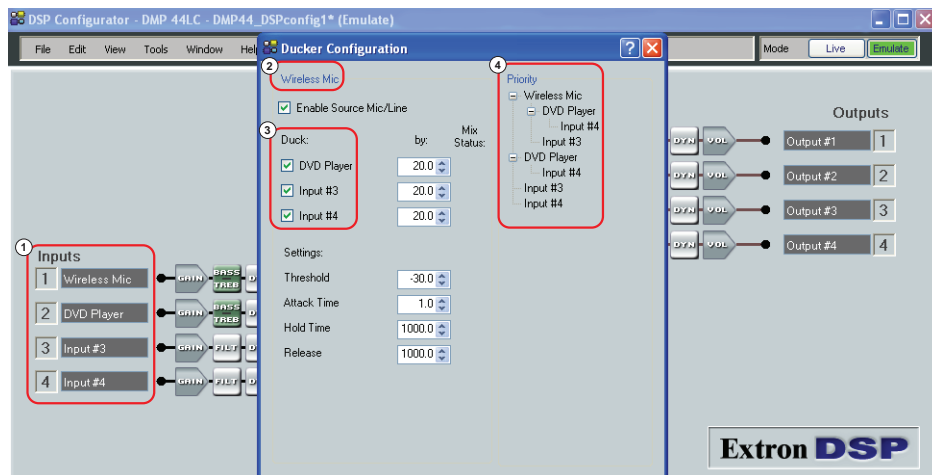 DSP Configurator - DMP 44LC - DMP44_DSPconfig1* (Emulate)
File Edit View Tools Window Help
Mode Live Emulate
Ducker Configuration
2
Wireless Mic
Enable Source Mic/Line
3
Duck: by: Mix Status:
DVD Player 20.0
Input #3 20.0
Input #4 20.0
Settings:
Threshold -30.0
Attack Time 1.0
Hold Time 1000.0
Release 1000.0
4
Priority
Wireless Mic
DVD Player
Input #4
Input #3
DVD Player
Input #4
Input #3
Input #4
1
Inputs
1 Wireless Mic GAIN BASS TREB D
2 DVD Player GAIN BASS TREB D
3 Input #3 GAIN FILT D
4 Input #4 GAIN FILT D
Outputs
DYN VOL Output #1 1
DYN VOL Output #2 2
DYN VOL Output #3 3
DYN VOL Output #4 4
Extron DSP